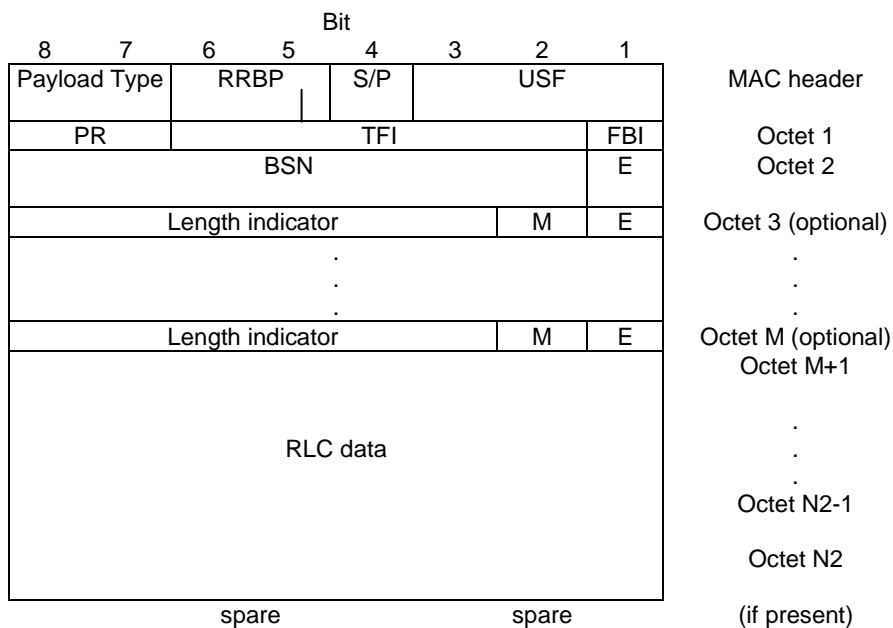 Bit
8 7 6 5 4 3 2 1
Payload Type RRBP S/P USF MAC header
PR TFI FBI Octet 1
BSN E Octet 2
Length indicator M E Octet 3 (optional)
. .
. .
. .
Length indicator M E Octet M (optional)
Octet M+1
.
RLC data .
.
Octet N2-1
Octet N2
spare spare (if present)